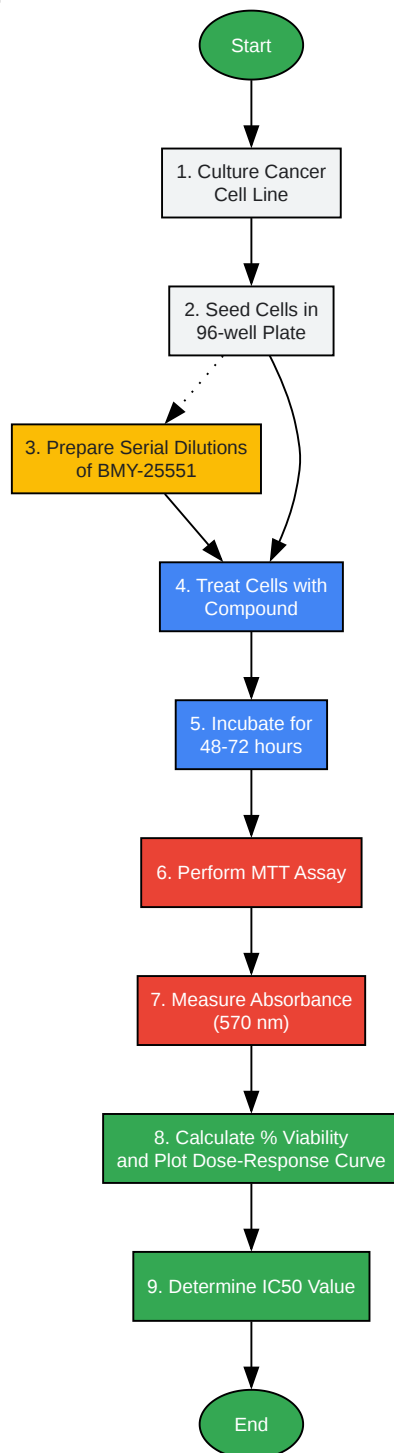 Start
1. Culture Cancer
Cell Line
2. Seed Cells in
96-well Plate
3. Prepare Serial Dilutions
of BMY-25551
4. Treat Cells with
Compound
5. Incubate for
48-72 hours
6. Perform MTT Assay
7. Measure Absorbance
(570 nm)
8. Calculate % Viability
and Plot Dose-Response Curve
9. Determine IC50 Value
End